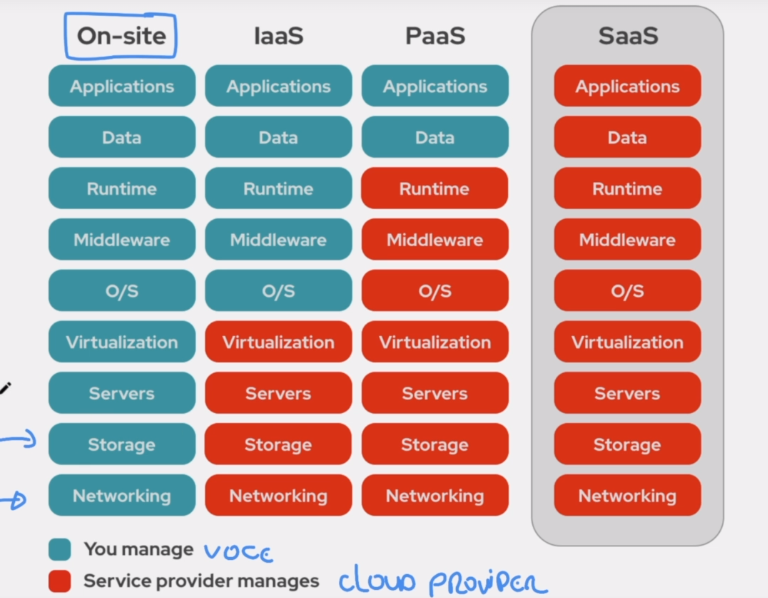 On-site IaaS PaaS SaaS
Applications Applications Applications Applications
Data Data Data Data
Runtime Runtime Runtime Runtime
Middleware Middleware Middleware Middleware
O/S O/S O/S O/S
Virtualization Virtualization Virtualization Virtualization
Servers Servers Servers Servers
Storage Storage Storage Storage
Networking Networking Networking Networking
You manage VOCE
Service provider manages cloud PROVIDER